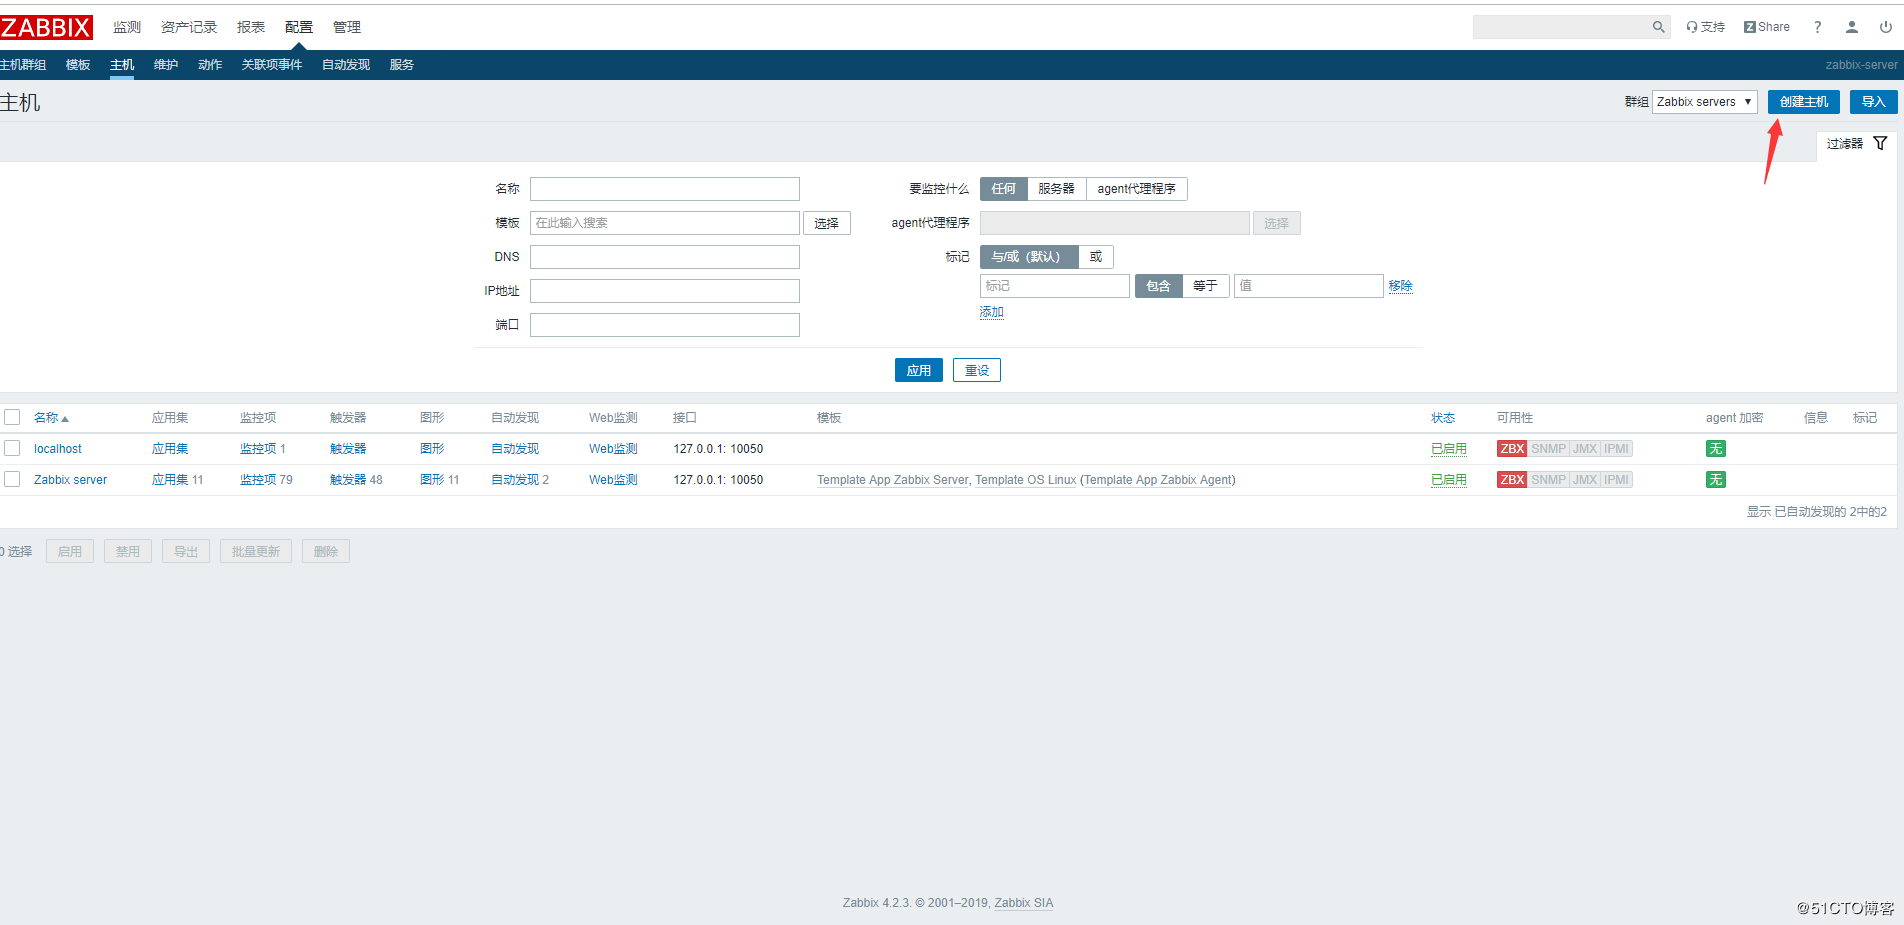 ZABBIX 监测 资产记录 报表 配置 管理 支持 Z Share ?
主机群组 模板 主机 维护 动作 关联项事件 自动发现 服务 zabbix-server
主机 群组 Zabbix servers 创建主机 导入
过滤器
名称 要监控什么 任何 服务器 agent代理程序
模板 在此输入搜索 选择 agent代理程序 选择
DNS 标记 与/或（默认） 或
IP地址 标记 包含 等于 值 移除
添加
端口
应用 重设
名称 应用集 监控项 触发器 图形 自动发现 Web监测 接口 模板 状态 可用性 agent 加密 信息 标记
localhost 应用集 监控项 1 触发器 图形 自动发现 Web监测 127.0.0.1: 10050 已启用 ZBX SNMP JMX IPMI 无
Zabbix server 应用集 11 监控项 79 触发器 48 图形 11 自动发现 2 Web监测 127.0.0.1: 10050 Template App Zabbix Server, Template OS Linux (Template App Zabbix Agent) 已启用 ZBX SNMP JMX IPMI 无
显示 已自动发现的 2中的2
0 选择 启用 禁用 导出 批量更新 删除
Zabbix 4.2.3. © 2001–2019, Zabbix SIA
@51CTO博客